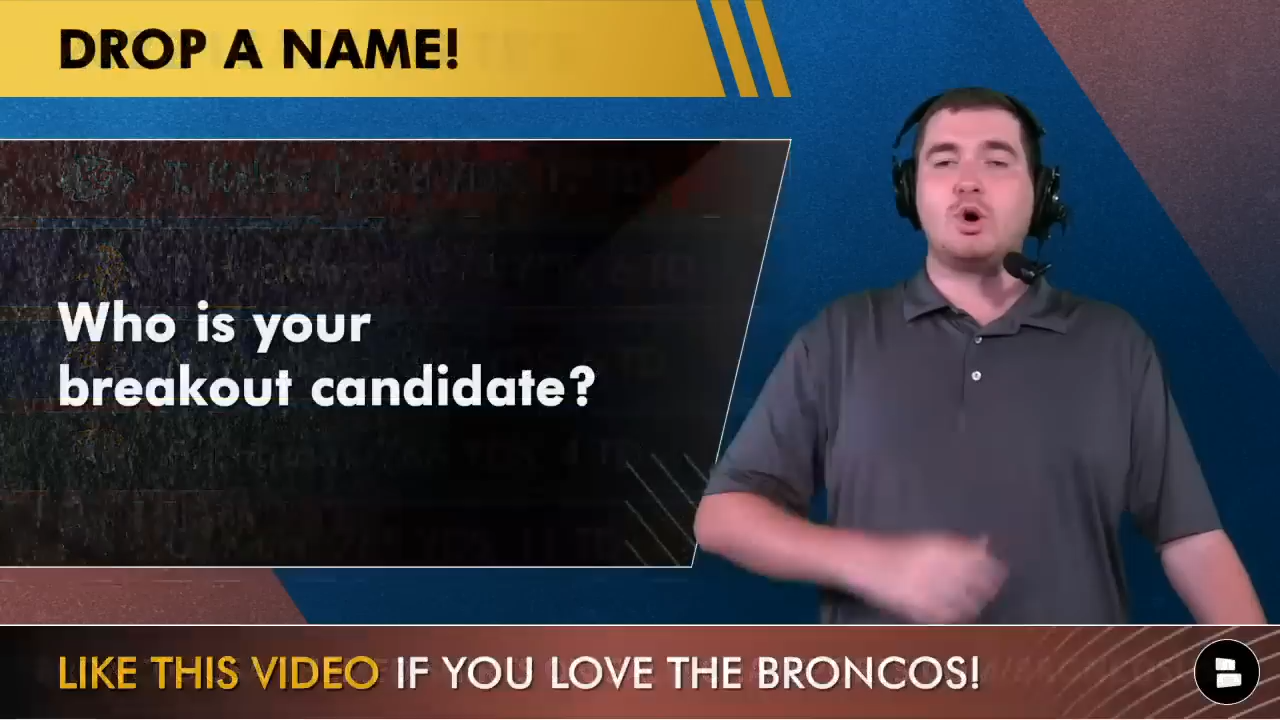 DROP A NAME!
Who is your
breakout candidate?
LIKE THIS VIDEO IF YOU LOVE THE BRONCOS!